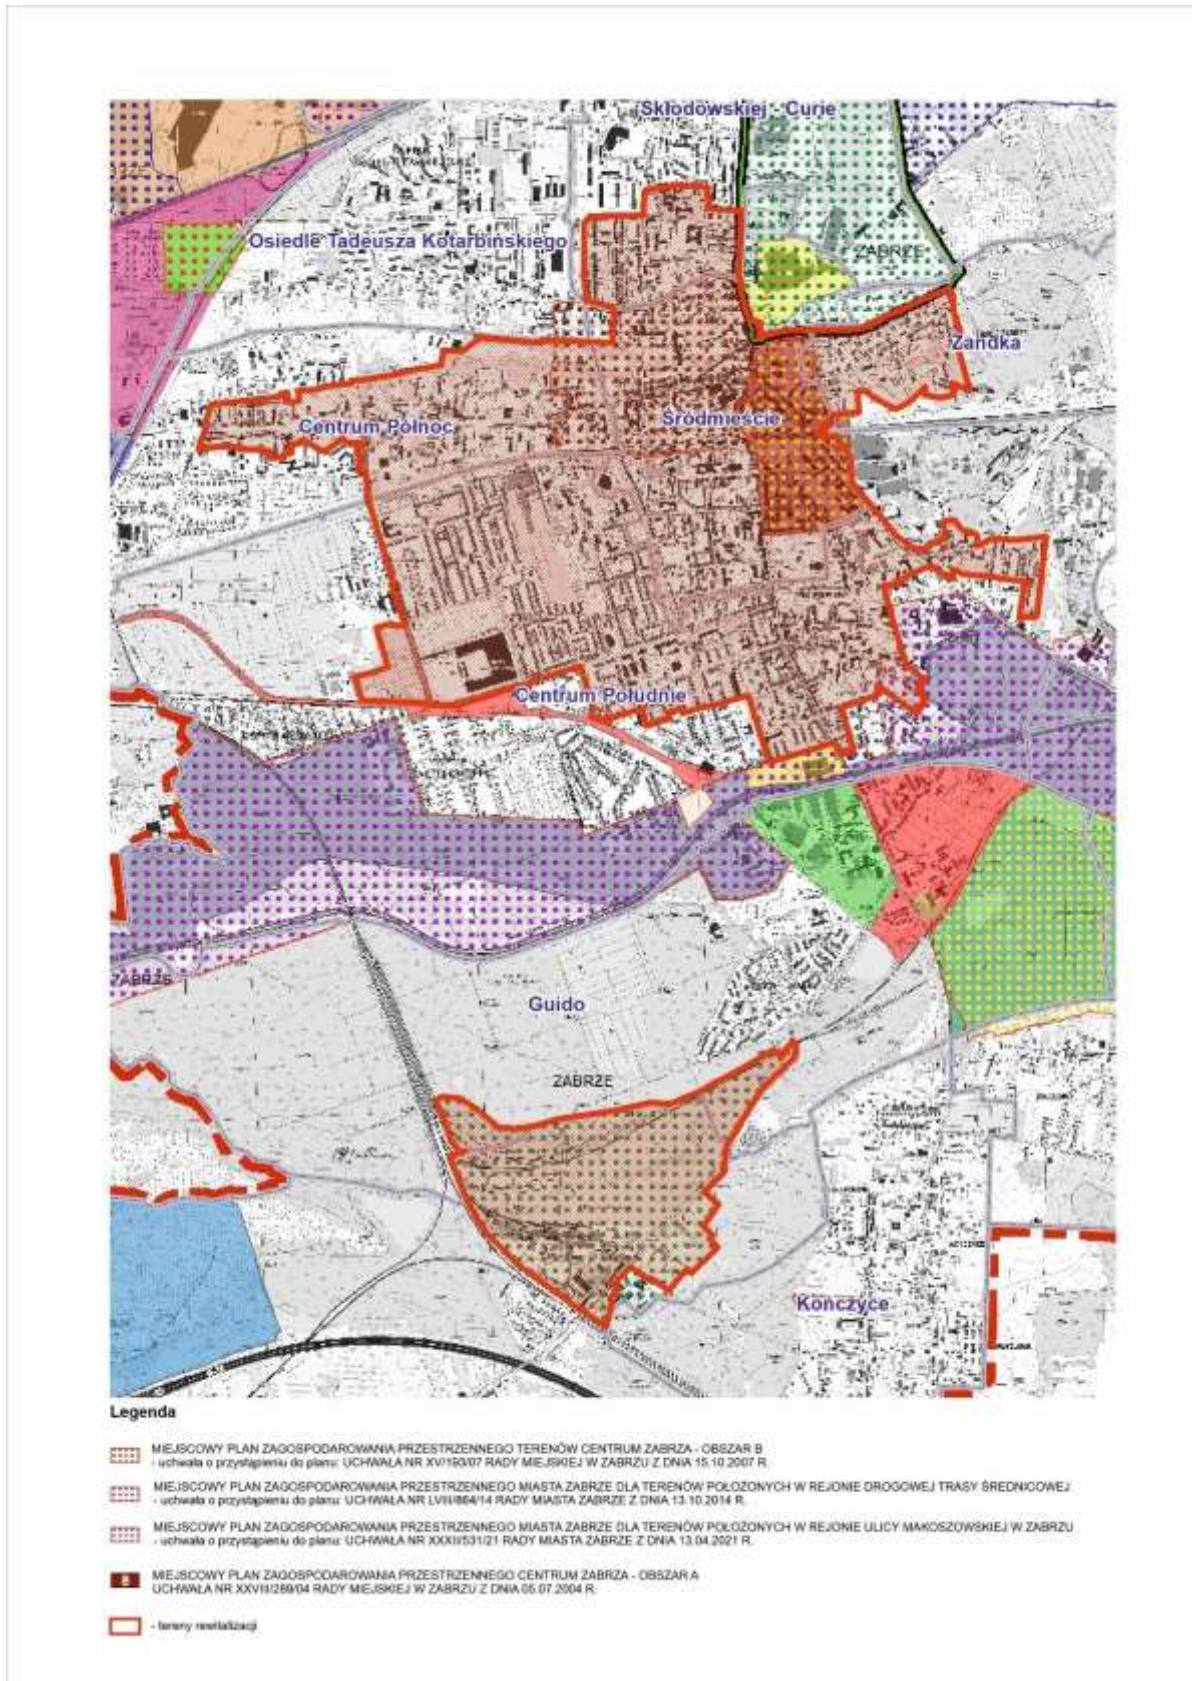 Skłodowskiej - Curie
ZABRZE
Osiedle Tadeusza Kotarbińskiego
Zandka
Centrum Północ
Śródmieście
Centrum Południe
ZABRZE
Guido
ZABRZE
Kończyce
Legenda
MIEJSCOWY PLAN ZAGOSPODAROWANIA PRZESTRZENNEGO TERENÓW CENTRUM ZABRZA - OBSZAR B
- uchwała o przystąpieniu do planu: UCHWAŁA NR XV/193/07 RADY MIEJSKIEJ W ZABRZU Z DNIA 15.10.2007 R.
MIEJSCOWY PLAN ZAGOSPODAROWANIA PRZESTRZENNEGO MIASTA ZABRZE DLA TERENÓW POŁOŻONYCH W REJONIE DROGOWEJ TRASY ŚREDNICOWEJ
- uchwała o przystąpieniu do planu: UCHWAŁA NR LVIII/864/14 RADY MIASTA ZABRZE Z DNIA 13.10.2014 R.
MIEJSCOWY PLAN ZAGOSPODAROWANIA PRZESTRZENNEGO MIASTA ZABRZE DLA TERENÓW POŁOŻONYCH W REJONIE ULICY MAKOSZOWSKIEJ W ZABRZU
- uchwała o przystąpieniu do planu: UCHWAŁA NR XXXII/531/21 RADY MIASTA ZABRZE Z DNIA 13.04.2021 R.
MIEJSCOWY PLAN ZAGOSPODAROWANIA PRZESTRZENNEGO CENTRUM ZABRZA - OBSZAR A
UCHWAŁA NR XXVIII/289/04 RADY MIEJSKIEJ W ZABRZU Z DNIA 05.07.2004 R.
- tereny rewitalizacji